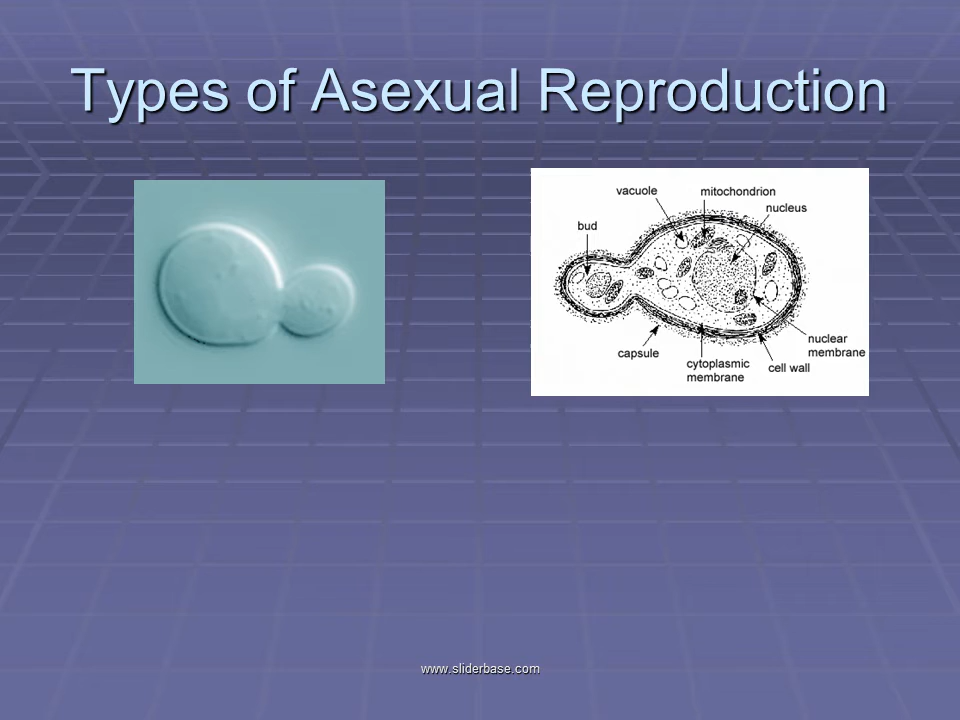 Types of Asexual Reproduction
vacuole
mitochondrion
nucleus
bud
nuclear
membrane
capsule
cytoplasmic
membrane
cell wall
www.sliderbase.com